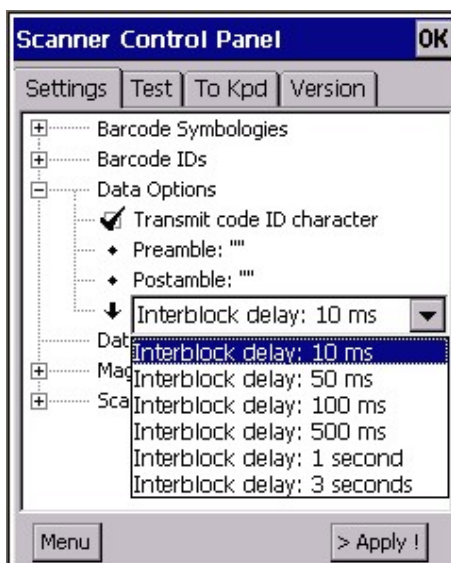 Scanner Control Panel OK
Settings Test To Kpd Version
Barcode Symbologies
Barcode IDs
Data Options
Transmit code ID character
Preamble: ""
Postamble: ""
Interblock delay: 10 ms
Interblock delay: 10 ms
Interblock delay: 50 ms
Interblock delay: 100 ms
Interblock delay: 500 ms
Interblock delay: 1 second
Interblock delay: 3 seconds
Menu > Apply !